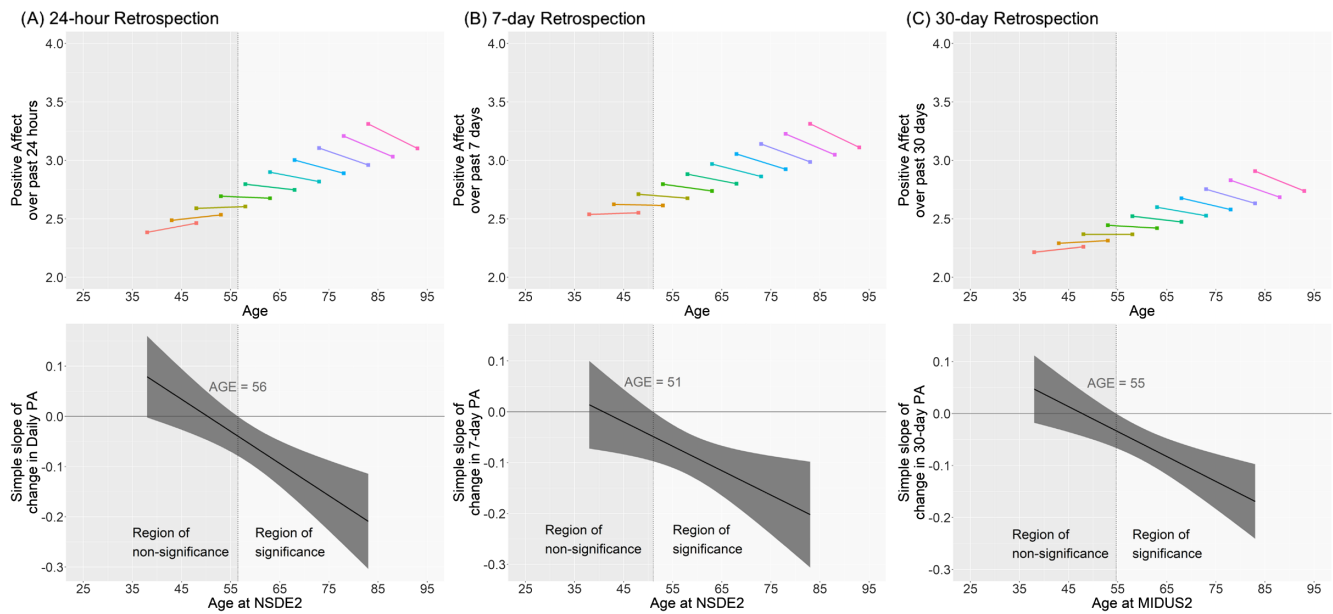 (A) 24-hour Retrospection
Positive Affect
over past 24 hours
4.0
3.5
3.0
2.5
2.0
25 35 45 55 65 75 85 95
Age
(B) 7-day Retrospection
Positive Affect
over past 7 days
4.0
3.5
3.0
2.5
2.0
25 35 45 55 65 75 85 95
Age
(C) 30-day Retrospection
Positive Affect
over past 30 days
4.0
3.5
3.0
2.5
2.0
25 35 45 55 65 75 85 95
Age
Simple slope of
change in Daily PA
0.1
0.0
-0.1
-0.2
-0.3
AGE = 56
Region of
non-significance
Region of
significance
25 35 45 55 65 75 85 95
Age at NSDE2
Simple slope of
change in 7-day PA
0.1
0.0
-0.1
-0.2
-0.3
AGE = 51
Region of
non-significance
Region of
significance
25 35 45 55 65 75 85 95
Age at NSDE2
Simple slope of
change in 30-day PA
0.1
0.0
-0.1
-0.2
-0.3
AGE = 55
Region of
non-significance
Region of
significance
25 35 45 55 65 75 85 95
Age at MIDUS2